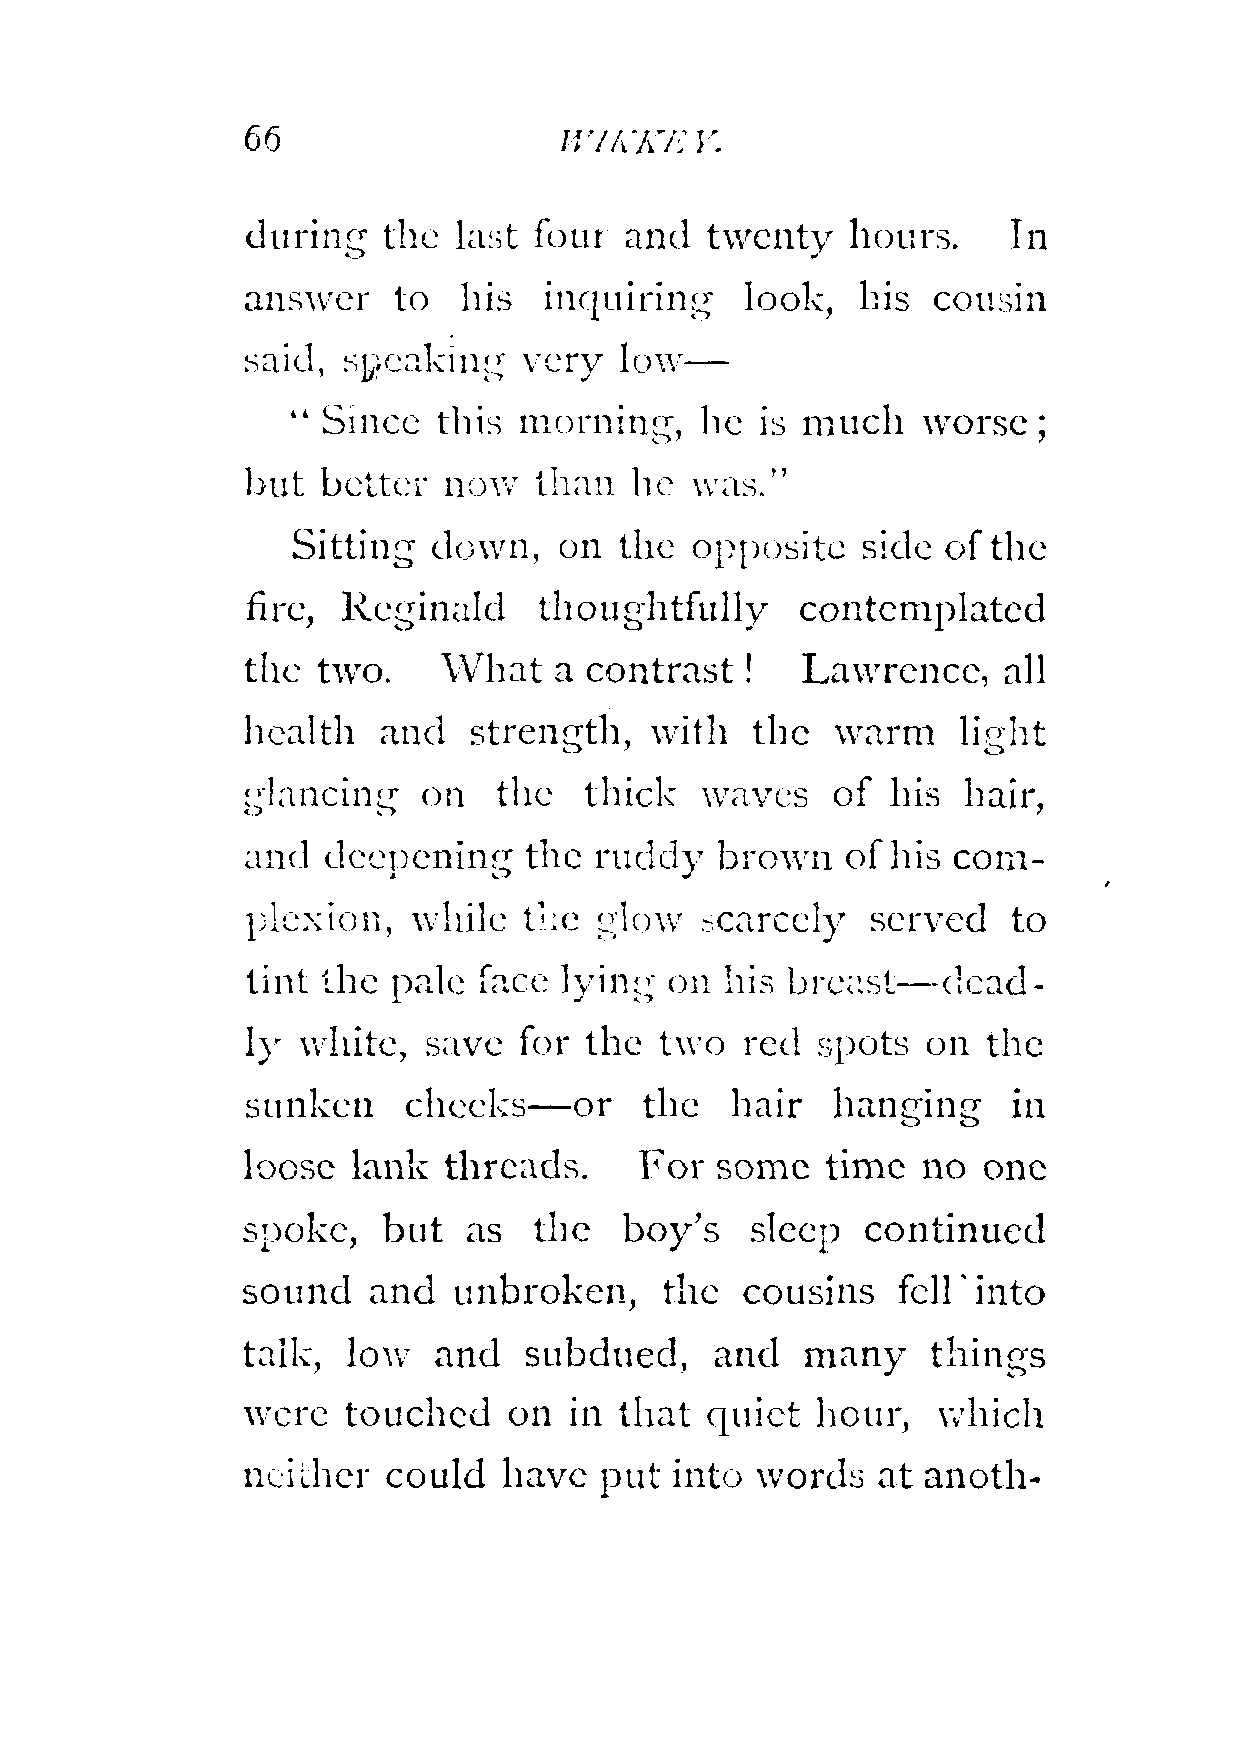 66 WIKKEY.
during the last four and twenty hours. In
answer to his inquiring look, his cousin
said, speaking very low—
“ Since this morning, he is much worse ;
but better now than he was.”
Sitting down, on the opposite side of the
fire, Reginald thoughtfully contemplated
the two. What a contrast ! Lawrence, all
health and strength, with the warm light
glancing on the thick waves of his hair,
and deepening the ruddy brown of his com-
plexion, while the glow scarcely served to
tint the pale face lying on his breast—dead-
ly white, save for the two red spots on the
sunken cheeks—or the hair hanging in
loose lank threads. For some time no one
spoke, but as the boy’s sleep continued
sound and unbroken, the cousins fell into
talk, low and subdued, and many things
were touched on in that quiet hour, which
neither could have put into words at anoth-